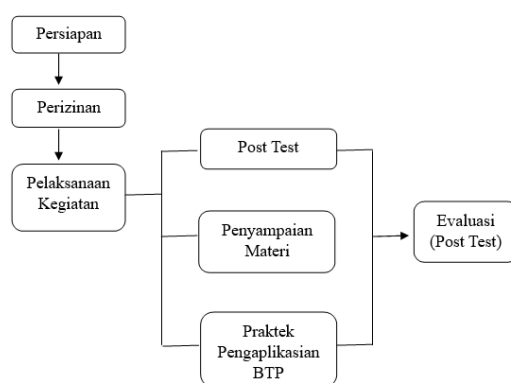 Persiapan
Perizinan
Pelaksanaan
Kegiatan
Post Test
Penyampaian
Materi
Praktek
Pengaplikasian
BTP
Evaluasi
(Post Test)